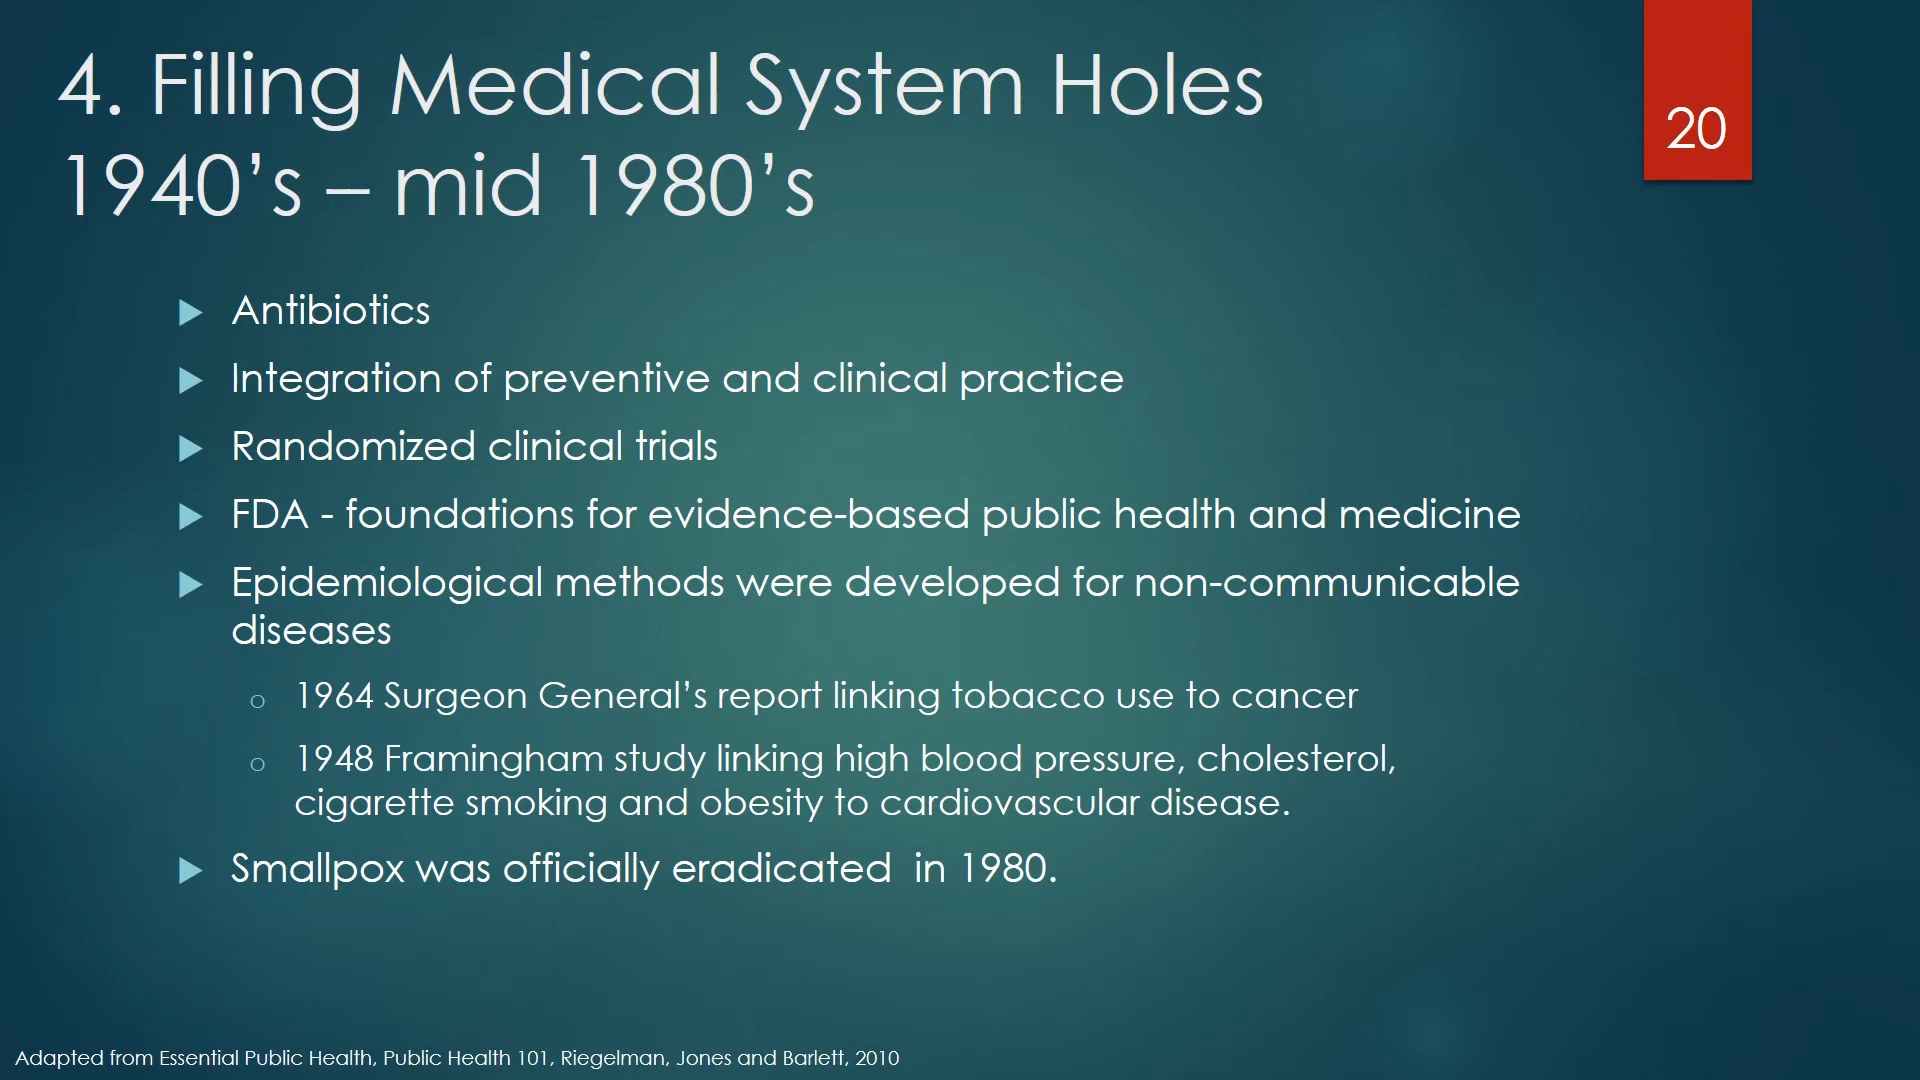 4. Filling Medical System Holes
1940’s – mid 1980’s
20
Antibiotics
Integration of preventive and clinical practice
Randomized clinical trials
FDA - foundations for evidence-based public health and medicine
Epidemiological methods were developed for non-communicable
diseases
1964 Surgeon General’s report linking tobacco use to cancer
1948 Framingham study linking high blood pressure, cholesterol,
cigarette smoking and obesity to cardiovascular disease.
Smallpox was officially eradicated  in 1980.
Adapted from Essential Public Health, Public Health 101, Riegelman, Jones and Barlett, 2010